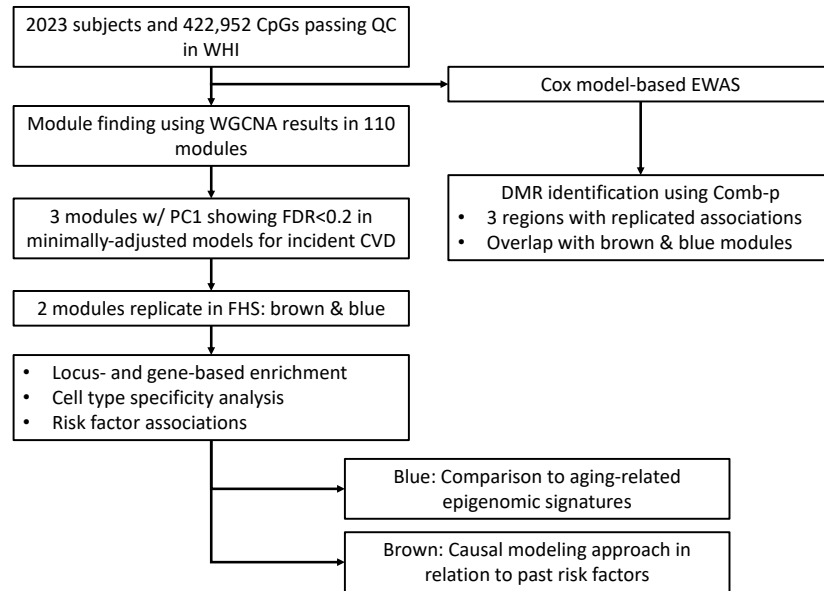 2023 subjects and 422,952 CpGs passing QC
in WHI
Cox model-based EWAS
Module finding using WGCNA results in 110
modules
DMR identification using Comb-p
• 3 regions with replicated associations
• Overlap with brown & blue modules
3 modules w/ PC1 showing FDR<0.2 in
minimally-adjusted models for incident CVD
2 modules replicate in FHS: brown & blue
• Locus- and gene-based enrichment
• Cell type specificity analysis
• Risk factor associations
Blue: Comparison to aging-related
epigenomic signatures
Brown: Causal modeling approach in
relation to past risk factors